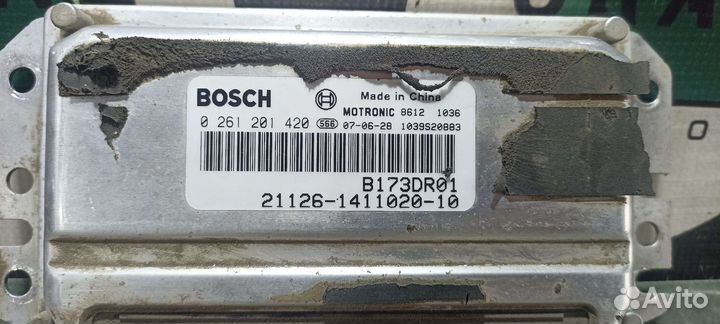 BOSCH
Made in China
MOTRONIC 8612 1036
0 261 201 420 SG6 07-06-28 1039S20883
B173DR01
21126-1411020-10
Avito